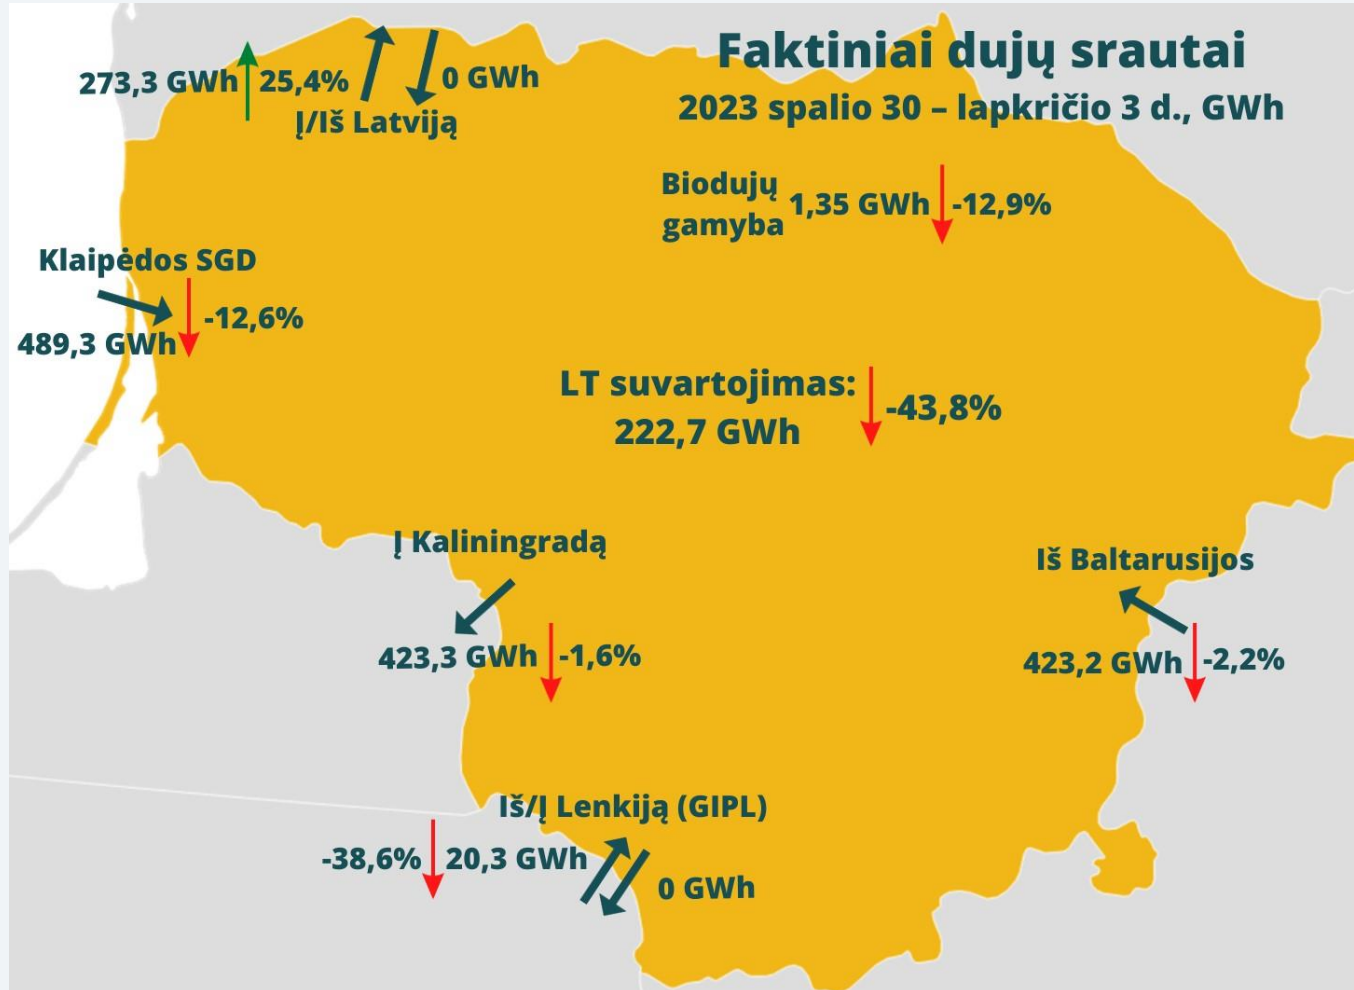 Faktiniai dujų srautai
2023 spalio 30 – lapkričio 3 d., GWh
273,3 GWh 25,4%
0 GWh
Į/Iš Latviją
Biodujų
gamyba
1,35 GWh -12,9%
Klaipėdos SGD
-12,6%
489,3 GWh
LT suvartojimas:
222,7 GWh
-43,8%
Į Kaliningradą
423,3 GWh -1,6%
Iš Baltarusijos
423,2 GWh -2,2%
Iš/Į Lenkiją (GIPL)
-38,6% 20,3 GWh
0 GWh